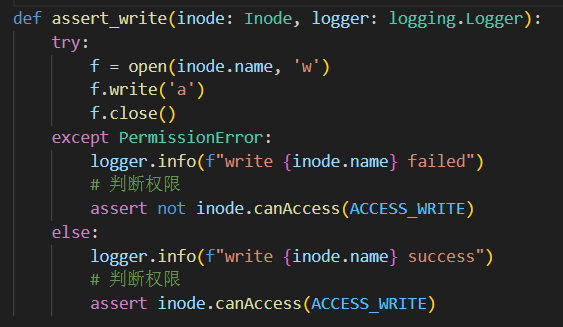 def assert_write(inode: Inode, logger: logging.Logger):
    try:
        f = open(inode.name, 'w')
        f.write('a')
        f.close()
    except PermissionError:
        logger.info(f"write {inode.name} failed")
        # 判断权限
        assert not inode.canAccess(ACCESS_WRITE)
    else:
        logger.info(f"write {inode.name} success")
        # 判断权限
        assert inode.canAccess(ACCESS_WRITE)